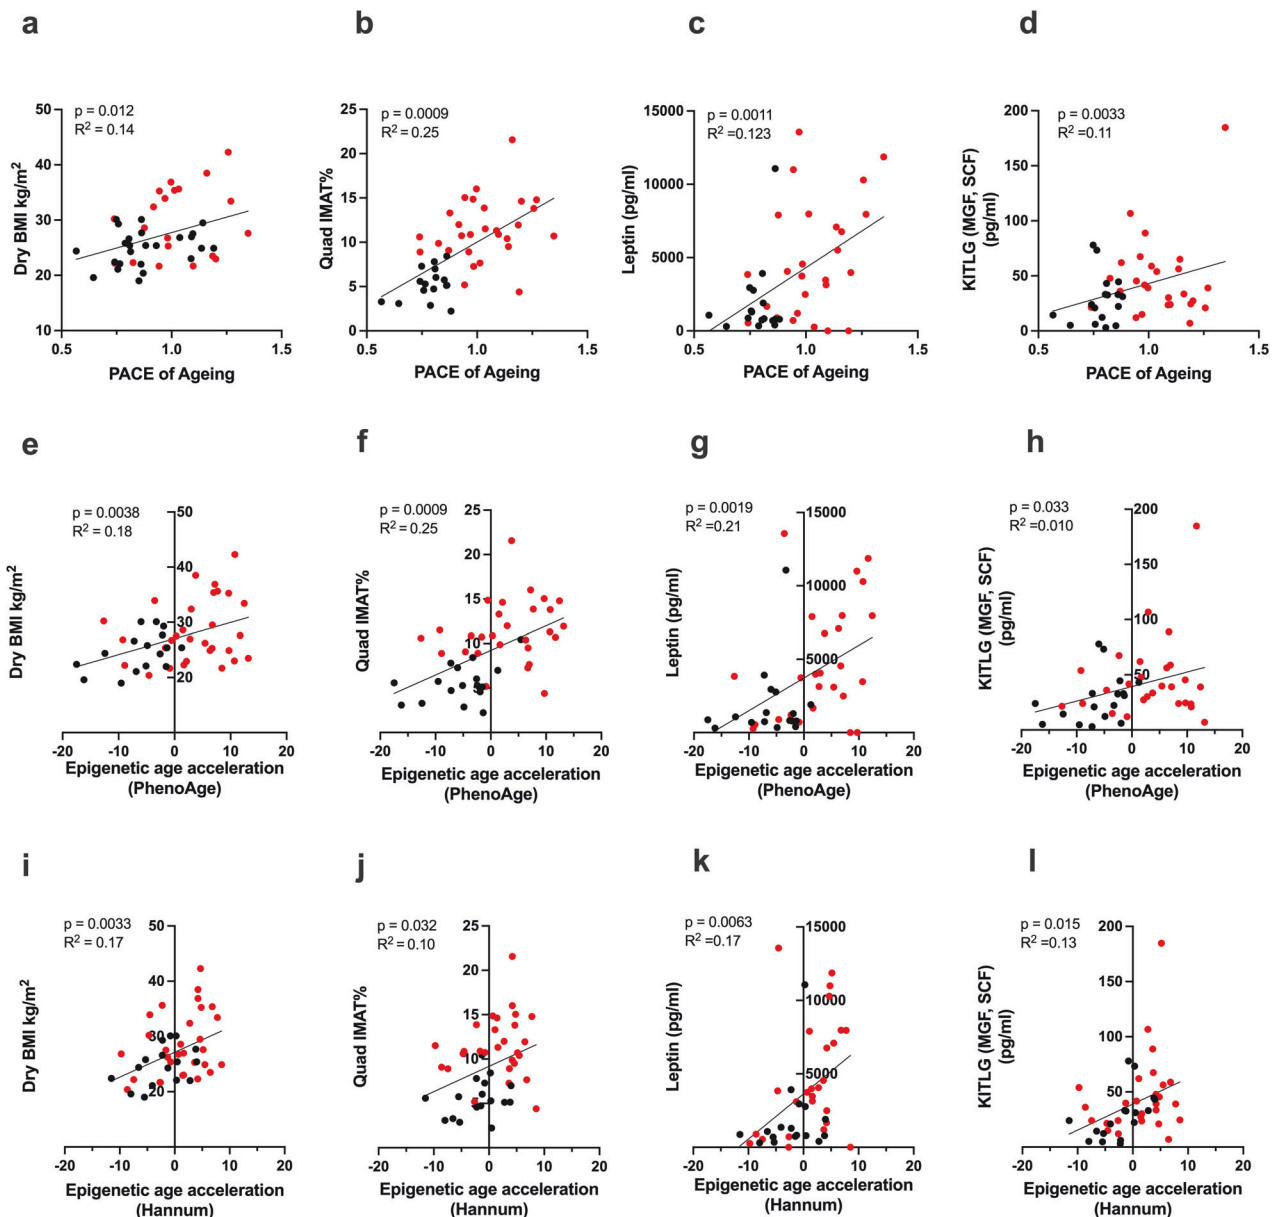 a
p = 0.012
R² = 0.14
Dry BMI kg/m²
50
40
30
20
10
0.5
1.0
1.5
PACE of Ageing
b
p = 0.0009
R² = 0.25
Quad IMAT%
25
20
15
10
5
0
0.5
1.0
1.5
PACE of Ageing
c
p = 0.0011
R² =0.123
Leptin (pg/ml)
15000
10000
5000
0
0.5
1.0
1.5
PACE of Ageing
d
p = 0.0033
R² =0.11
KITLG (MGF, SCF)
(pg/ml)
200
150
100
50
0
0.5
1.0
1.5
PACE of Ageing
e
p = 0.0038
R² = 0.18
Dry BMI kg/m²
50
40
30
20
-20
-10
0
10
20
Epigenetic age acceleration
(PhenoAge)
f
p = 0.0009
R² = 0.25
Quad IMAT%
25
20
15
10
5
-20
-10
0
10
20
Epigenetic age acceleration
(PhenoAge)
g
p = 0.0019
R² =0.21
Leptin (pg/ml)
15000
10000
5000
-20
-10
0
10
20
Epigenetic age acceleration
(PhenoAge)
h
p = 0.033
R² =0.010
KITLG (MGF, SCF)
(pg/ml)
200
150
100
50
-20
-10
0
10
20
Epigenetic age acceleration
(PhenoAge)
i
p = 0.0033
R² = 0.17
Dry BMI kg/m²
50
40
30
20
-20
-10
0
10
20
Epigenetic age acceleration
(Hannum)
j
p = 0.032
R² = 0.10
Quad IMAT%
25
20
15
10
5
-20
-10
0
10
20
Epigenetic age acceleration
(Hannum)
k
p = 0.0063
R² =0.17
Leptin (pg/ml)
15000
10000
5000
-20
-10
0
10
20
Epigenetic age acceleration
(Hannum)
l
p = 0.015
R² =0.13
KITLG (MGF, SCF)
(pg/ml)
200
150
100
50
-20
-10
0
10
20
Epigenetic age acceleration
(Hannum)